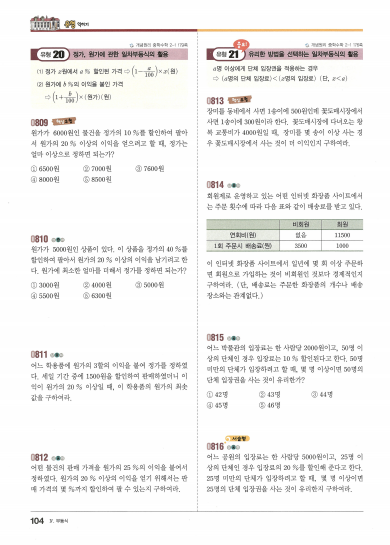 개념원리 중학수학 2-1 178쪽
유형 20 정가, 원가에 관한 일차부등식의 활용
(1) 정가 x원에서 a % 할인된 가격 ⇨ (1-a/100)×x(원)
(2) 원가에 b %의 이익을 붙인 가격
⇨ (1+b/100)×(원가)(원)
0809
원가가 6000원인 물건을 정가의 10 %를 할인하여 팔아
서 원가의 20 % 이상의 이익을 얻으려고 할 때, 정가는
얼마 이상으로 하면 되는가?
① 6500원 ② 7000원 ③ 7600원
④ 8000원 ⑤ 8500원
0810
원가가 5000원인 상품이 있다. 이 상품을 정가의 40 %를
할인하여 팔아서 원가의 20 % 이상의 이익을 남기려고 한
다. 원가에 최소한 얼마를 더해서 정가를 정하면 되는가?
① 3000원 ② 4000원 ③ 5000원
④ 5500원 ⑤ 6300원
0811
어느 학용품에 원가의 3할의 이익을 붙여 정가를 정하였
다. 세일 기간 중에 1500원을 할인하여 판매하였더니 이
익이 원가의 20 % 이상일 때, 이 학용품의 원가의 최솟
값을 구하여라.
0812
어떤 물건의 판매 가격을 원가의 25 %의 이익을 붙여서
정하였다. 원가의 20 % 이상의 이익을 얻기 위해서는 판
매 가격의 몇 %까지 할인하여 팔 수 있는지 구하여라.
104 Ⅳ. 부등식
개념원리 중학수학 2-1 179쪽
유형 21 유리한 방법을 선택하는 일차부등식의 활용
a명 이상에게 단체 입장권을 적용하는 경우
⇨ (a명의 단체 입장료)<(x명의 입장료) (단, x<a)
0813
장미를 동네에서 사면 1송이에 500원인데 꽃도매시장에서
사면 1송이에 300원이라 한다. 꽃도매시장에 다녀오는 왕
복 교통비가 4000원일 때, 장미를 몇 송이 이상 사는 경
우 꽃도매시장에서 사는 것이 더 이익인지 구하여라.
0814
회원제로 운영하고 있는 어떤 인터넷 화장품 사이트에서
는 주문 횟수에 따라 다음 표와 같이 배송료를 받고 있다.
비회원 회원
연회비(원) 없음 31500
1회 주문시 배송료(원) 3500 1000
이 인터넷 화장품 사이트에서 일년에 몇 회 이상 주문하
면 회원으로 가입하는 것이 비회원인 것보다 경제적인지
구하여라. (단, 배송료는 주문한 화장품의 개수나 배송
장소와는 관계없다.)
0815
어느 박물관의 입장료는 한 사람당 2000원이고, 50명 이
상의 단체인 경우 입장료는 10 % 할인된다고 한다. 50명
미만의 단체가 입장하려고 할 때, 몇 명 이상이면 50명의
단체 입장권을 사는 것이 유리한가?
① 42명 ② 43명 ③ 44명
④ 45명 ⑤ 46명
서술형
0816
어느 공원의 입장료는 한 사람당 5000원이고, 25명 이
상의 단체인 경우 입장료의 20 %를 할인해 준다고 한다.
25명 미만의 단체가 입장하려고 할 때, 몇 명 이상이면
25명의 단체 입장권을 사는 것이 유리한지 구하여라.